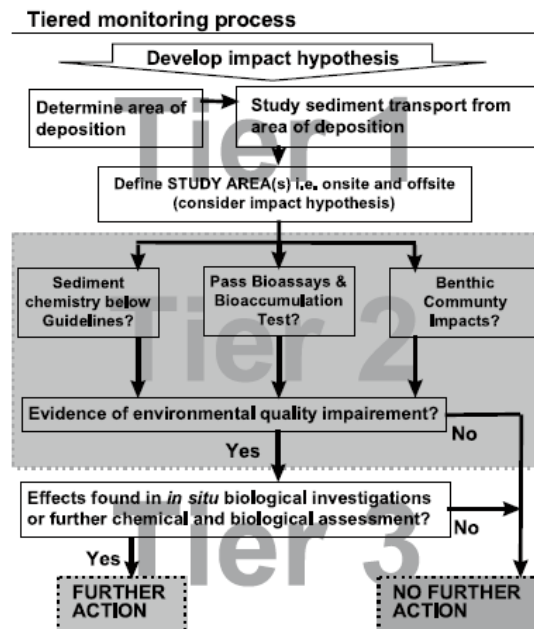 Tiered monitoring process
Develop impact hypothesis
Determine area of
deposition
Study sediment transport from
area of deposition
Tier 1
Define STUDY AREA(s) i.e. onsite and offsite
(consider impact hypothesis)
Sediment
chemistry below
Guidelines?
Pass Bioassays &
Bioaccumulation
Test?
Benthic
Communty
Impacts?
Tier 2
Evidence of environmental quality impairement?
No
Yes
Effects found in in situ biological investigations
or further chemical and biological assessment?
No
Yes
Tier 3
FURTHER
ACTION
NO FURTHER
ACTION